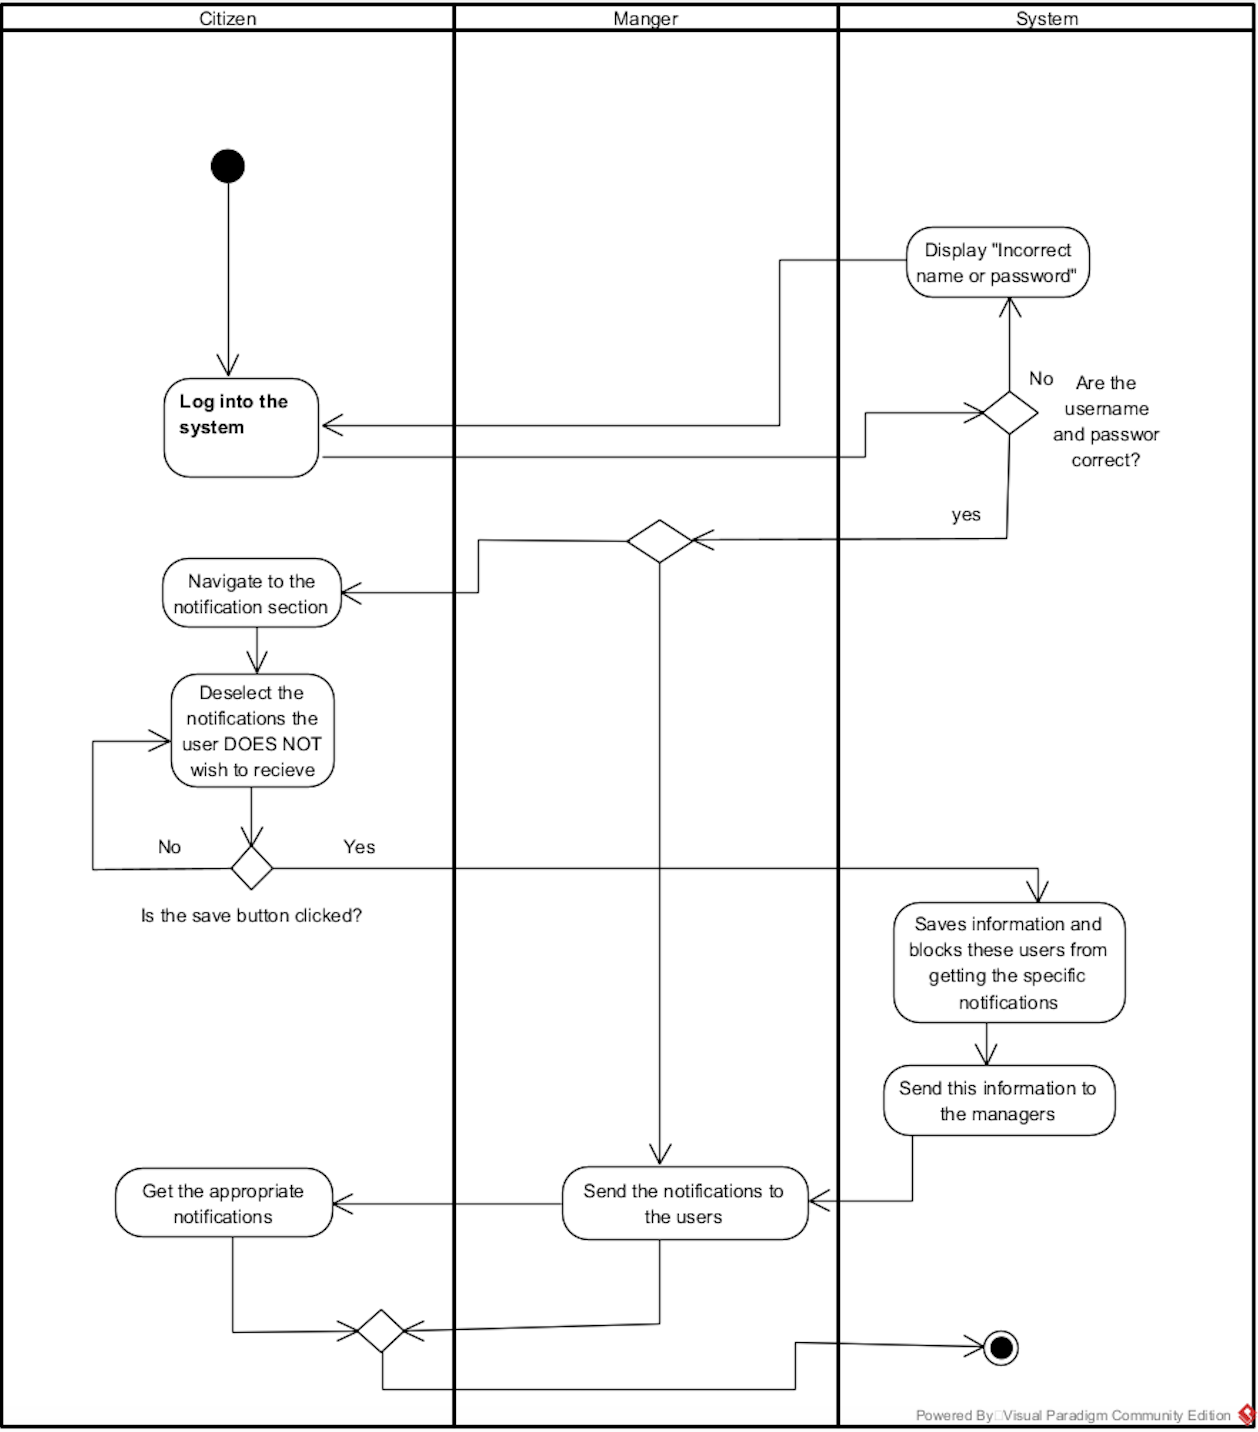 Citizen
Manger
System
Display "Incorrect
name or password"
No
Are the
username
and passwor
correct?
Log into the
system
yes
Navigate to the
notification section
Deselect the
notifications the
user DOES NOT
wish to recieve
No
Yes
Is the save button clicked?
Saves information and
blocks these users from
getting the specific
notifications
Send this information to
the managers
Get the appropriate
notifications
Send the notifications to
the users
Powered By Visual Paradigm Community Edition